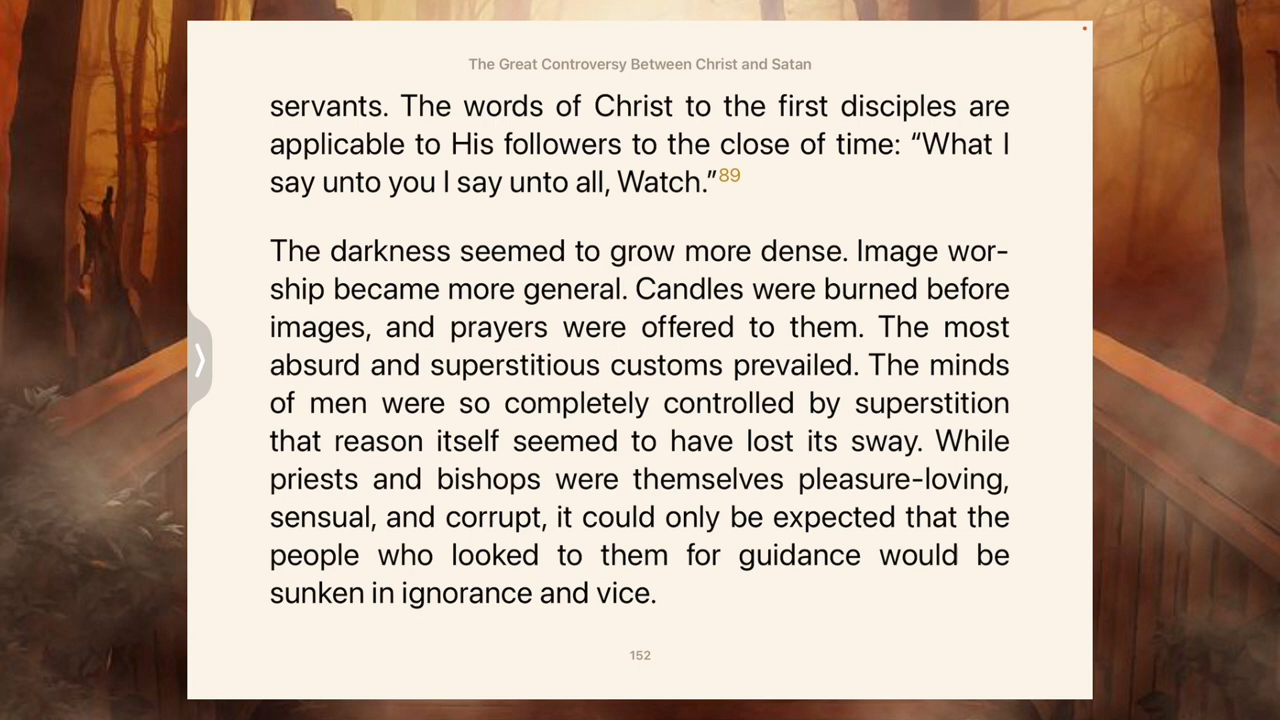 The Great Controversy Between Christ and Satan
servants. The words of Christ to the first disciples are
applicable to His followers to the close of time: “What I
say unto you I say unto all, Watch.”89
The darkness seemed to grow more dense. Image wor-
ship became more general. Candles were burned before
images, and prayers were offered to them. The most
absurd and superstitious customs prevailed. The minds
of men were so completely controlled by superstition
that reason itself seemed to have lost its sway. While
priests and bishops were themselves pleasure-loving,
sensual, and corrupt, it could only be expected that the
people who looked to them for guidance would be
sunken in ignorance and vice.
152